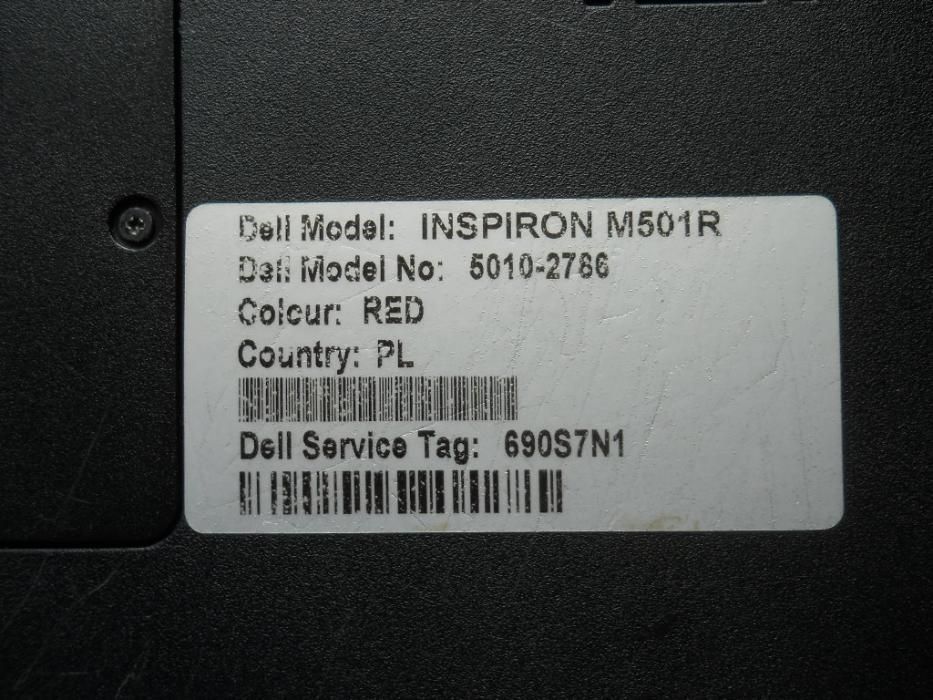 Dell Model: INSPIRON M501R
Dell Model No: 5010-2786
Colour: RED
Country: PL
Dell Service Tag: 690S7N1